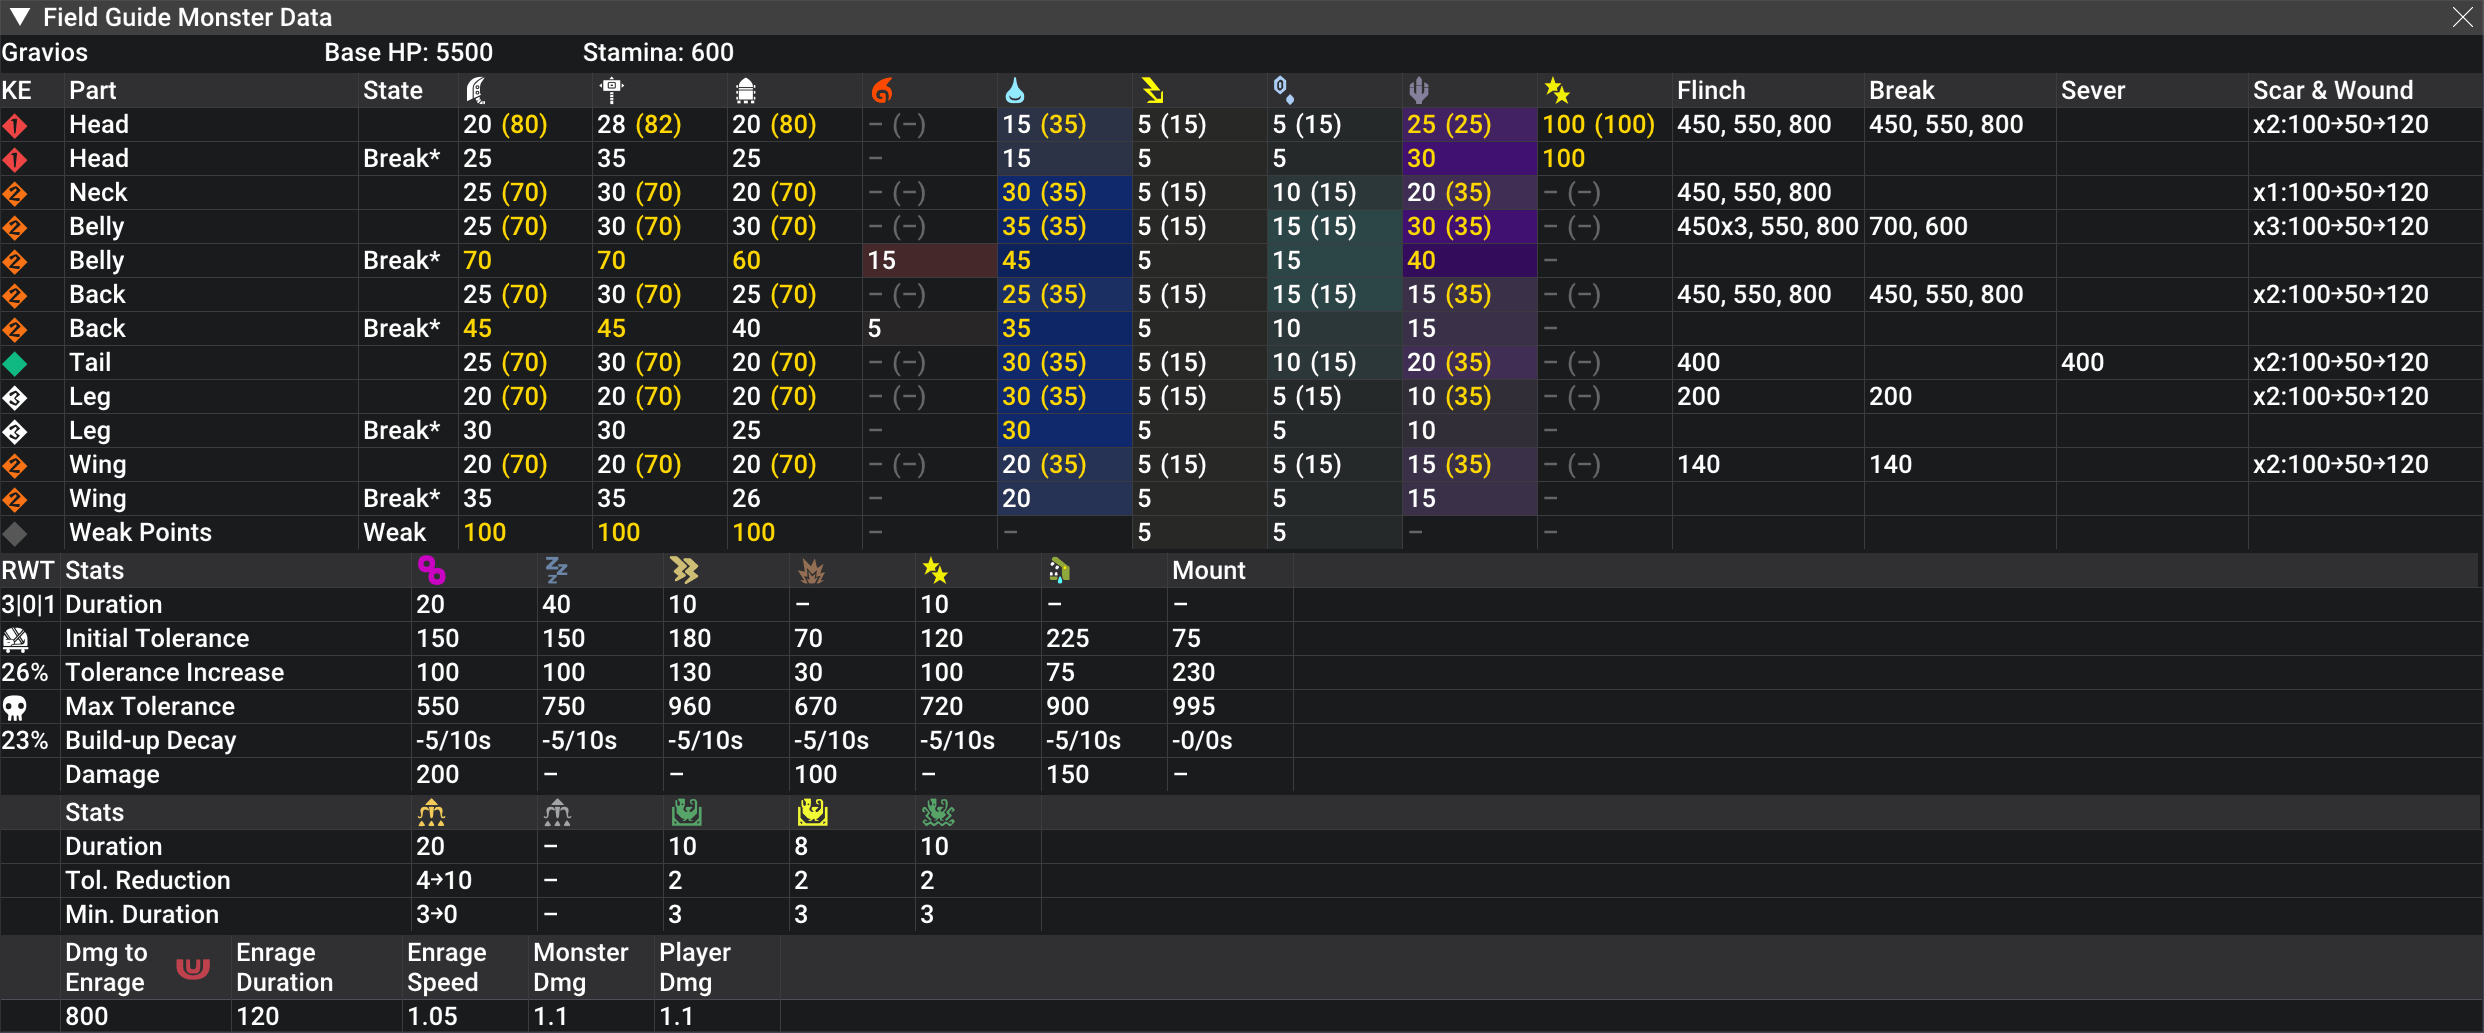 ▼ Field Guide Monster Data
Gravios Base HP: 5500 Stamina: 600
KE Part State Flinch Break Sever Scar & Wound
1 Head 20 (80) 28 (82) 20 (80) – (–) 15 (35) 5 (15) 5 (15) 25 (25) 100 (100) 450, 550, 800 450, 550, 800 x2:100→50→120
1 Head Break* 25 35 25 – 15 5 5 30 100
2 Neck 25 (70) 30 (70) 20 (70) – (–) 30 (35) 5 (15) 10 (15) 20 (35) – (–) 450, 550, 800 x1:100→50→120
2 Belly 25 (70) 30 (70) 30 (70) – (–) 35 (35) 5 (15) 15 (15) 30 (35) – (–) 450x3, 550, 800 700, 600 x3:100→50→120
2 Belly Break* 70 70 60 15 45 5 15 40 –
2 Back 25 (70) 30 (70) 25 (70) – (–) 25 (35) 5 (15) 15 (15) 15 (35) – (–) 450, 550, 800 450, 550, 800 x2:100→50→120
2 Back Break* 45 45 40 5 35 5 10 15 –
Tail 25 (70) 30 (70) 20 (70) – (–) 30 (35) 5 (15) 10 (15) 20 (35) – (–) 400 400 x2:100→50→120
3 Leg 20 (70) 20 (70) 20 (70) – (–) 30 (35) 5 (15) 5 (15) 10 (35) – (–) 200 200 x2:100→50→120
3 Leg Break* 30 30 25 – 30 5 5 10 –
2 Wing 20 (70) 20 (70) 20 (70) – (–) 20 (35) 5 (15) 5 (15) 15 (35) – (–) 140 140 x2:100→50→120
2 Wing Break* 35 35 26 – 20 5 5 15 –
Weak Points Weak 100 100 100 – – 5 5 – –
RWT Stats Mount
3|0|1 Duration 20 40 10 – 10 – –
Initial Tolerance 150 150 180 70 120 225 75
26% Tolerance Increase 100 100 130 30 100 75 230
Max Tolerance 550 750 960 670 720 900 995
23% Build-up Decay -5/10s -5/10s -5/10s -5/10s -5/10s -5/10s -0/0s
Damage 200 – – 100 – 150 –
Stats
Duration 20 – 10 8 10
Tol. Reduction 4→10 – 2 2 2
Min. Duration 3→0 – 3 3 3
Dmg to Enrage Enrage Duration Enrage Speed Monster Dmg Player Dmg
800 120 1.05 1.1 1.1